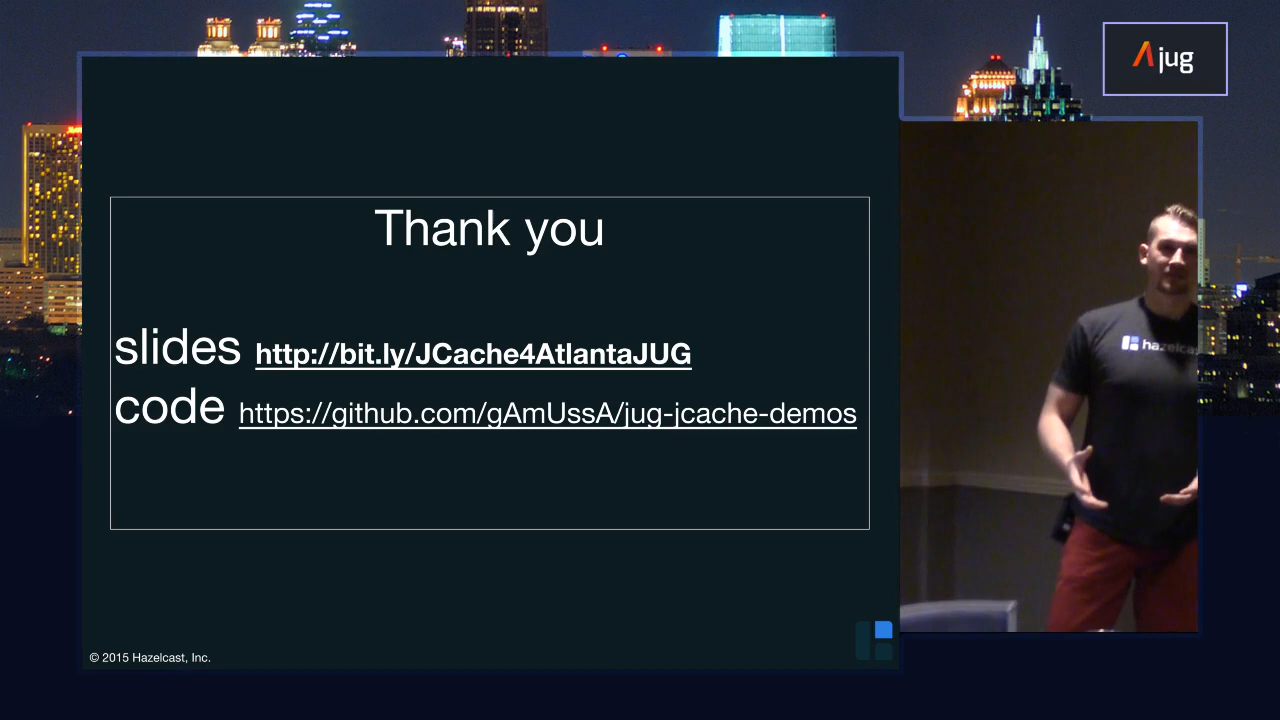 jug
Thank you
slides http://bit.ly/JCache4AtlantaJUG
code https://github.com/gAmUssA/jug-jcache-demos
hazelcas
© 2015 Hazelcast, Inc.